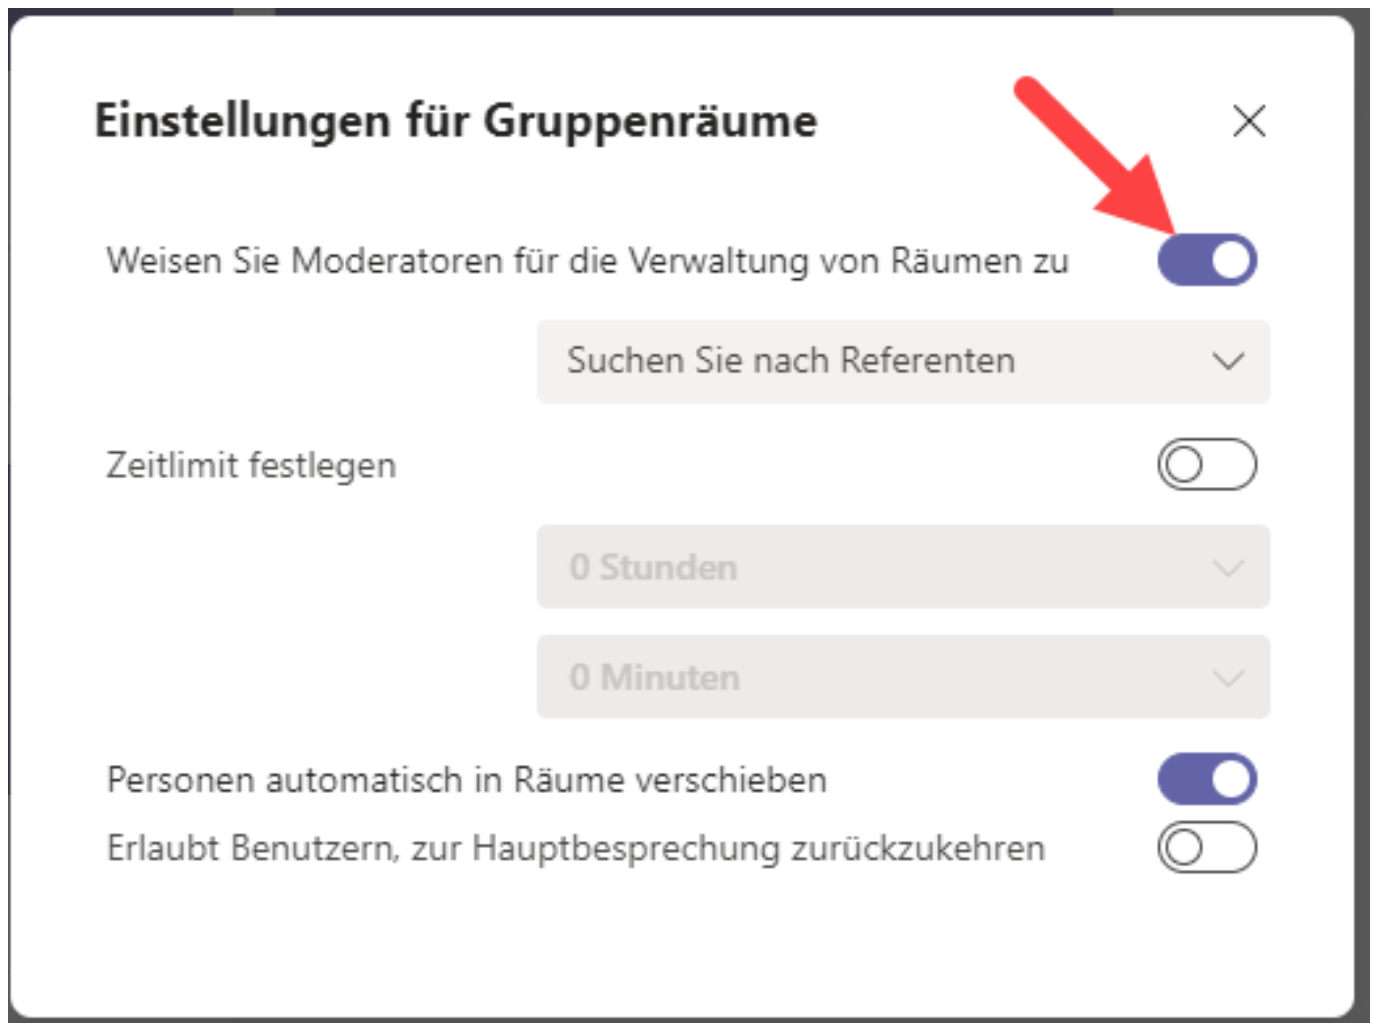 Einstellungen für Gruppenräume
Weisen Sie Moderatoren für die Verwaltung von Räumen zu
Suchen Sie nach Referenten
Zeitlimit festlegen
0 Stunden
0 Minuten
Personen automatisch in Räume verschieben
Erlaubt Benutzern, zur Hauptbesprechung zurückzukehren